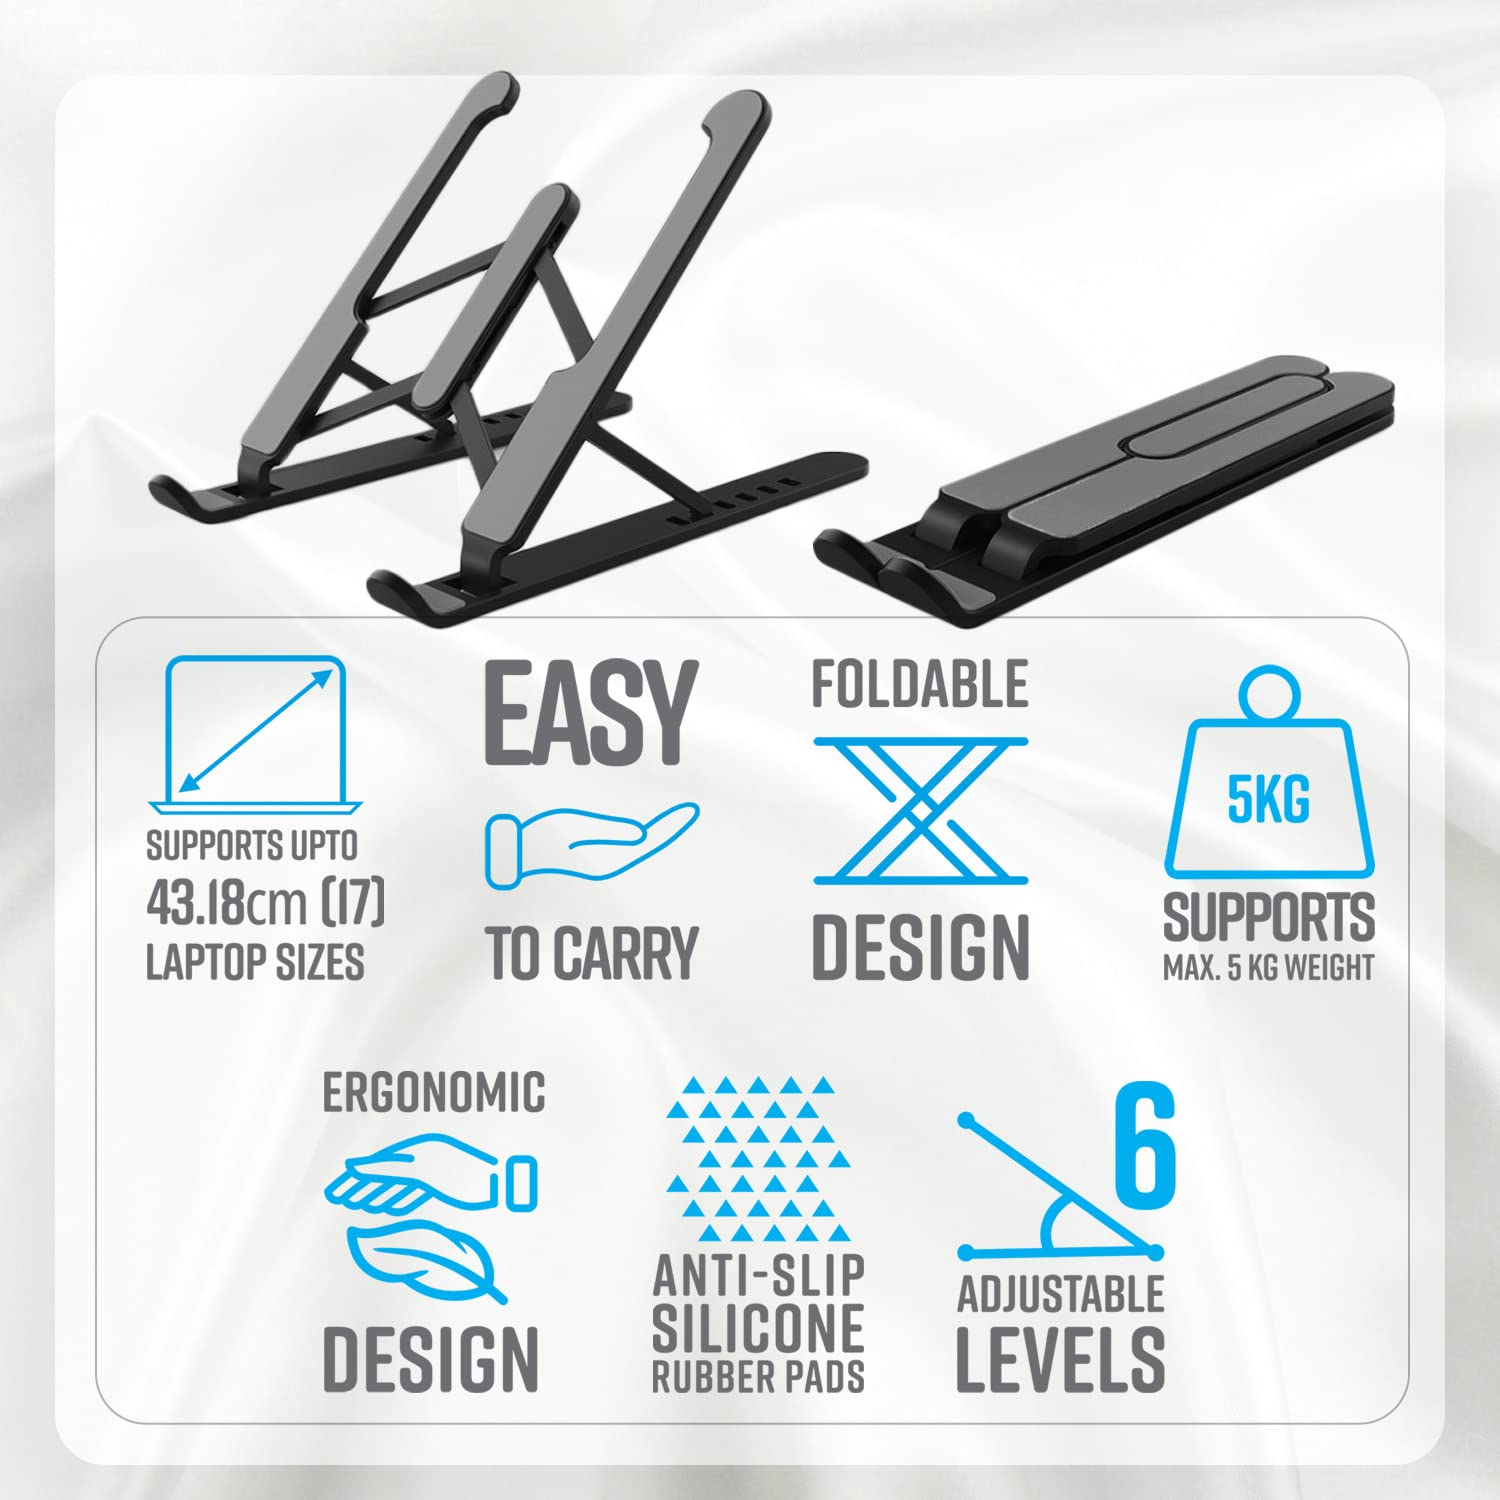 SUPPORTS UPTO
43.18cm (17)
LAPTOP SIZES
EASY
TO CARRY
FOLDABLE
DESIGN
5KG
SUPPORTS
MAX. 5 KG WEIGHT
ERGONOMIC
DESIGN
ANTI-SLIP
SILICONE
RUBBER PADS
6
ADJUSTABLE
LEVELS